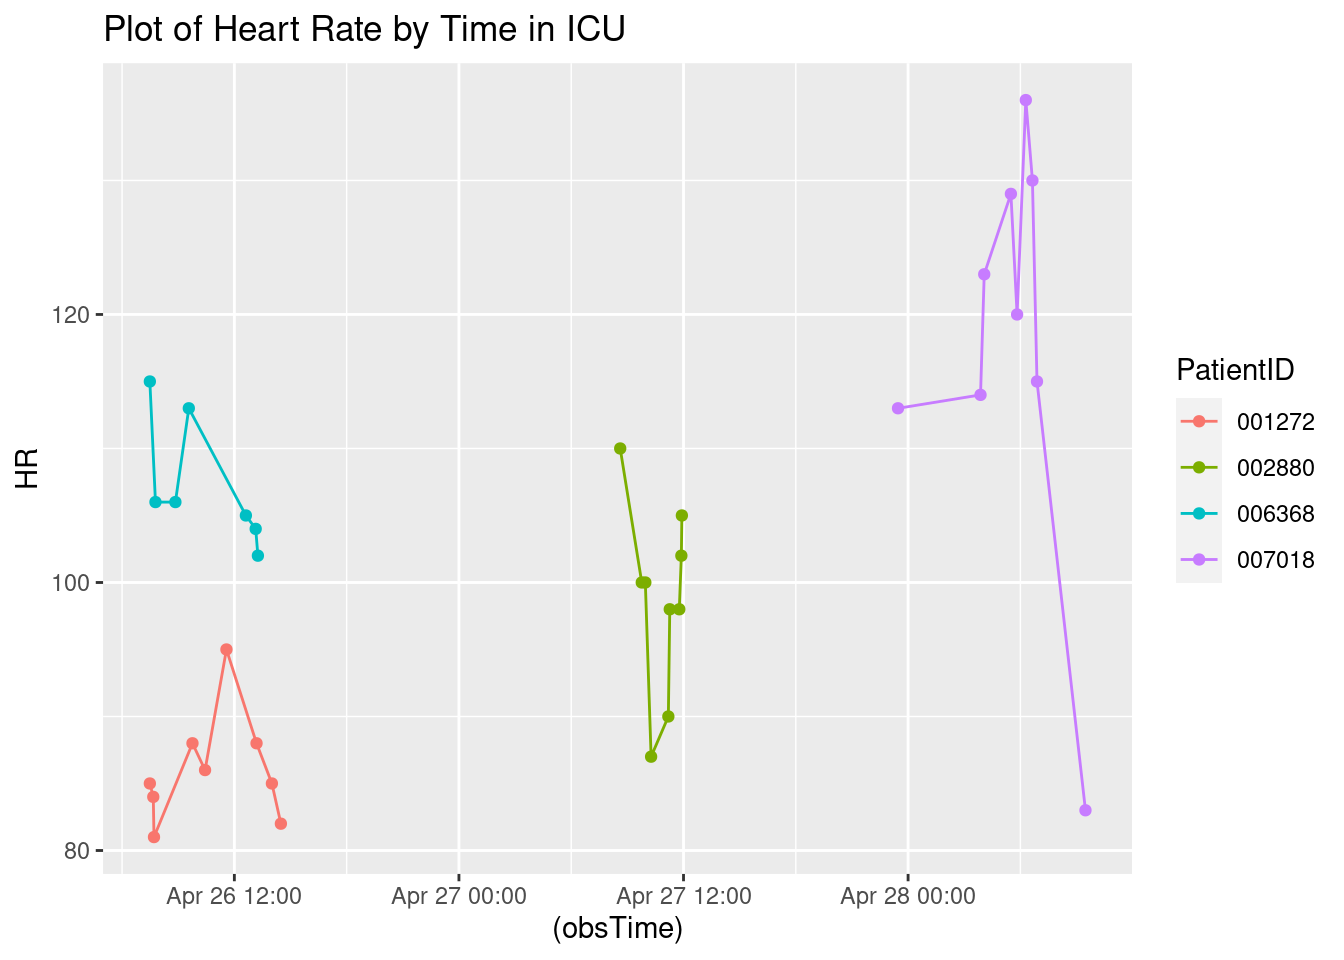 Plot of Heart Rate by Time in ICU
HR
120
100
80
Apr 26 12:00
Apr 27 00:00
Apr 27 12:00
Apr 28 00:00
(obsTime)
PatientID
001272
002880
006368
007018